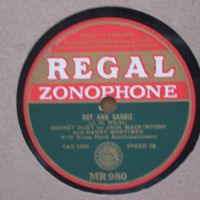 REGAL
ZONOPHONE
DOT AND CARRIE
CORNET DUET by JACK MACKINTOSH
and HARRY MORTIMER
With Brass Band Accompaniment
SPEED 78
MR 980